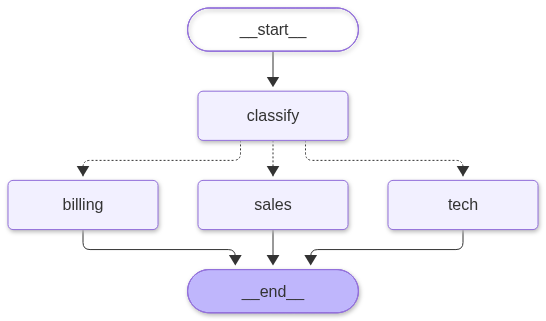 __start__
classify
billing
sales
tech
__end__